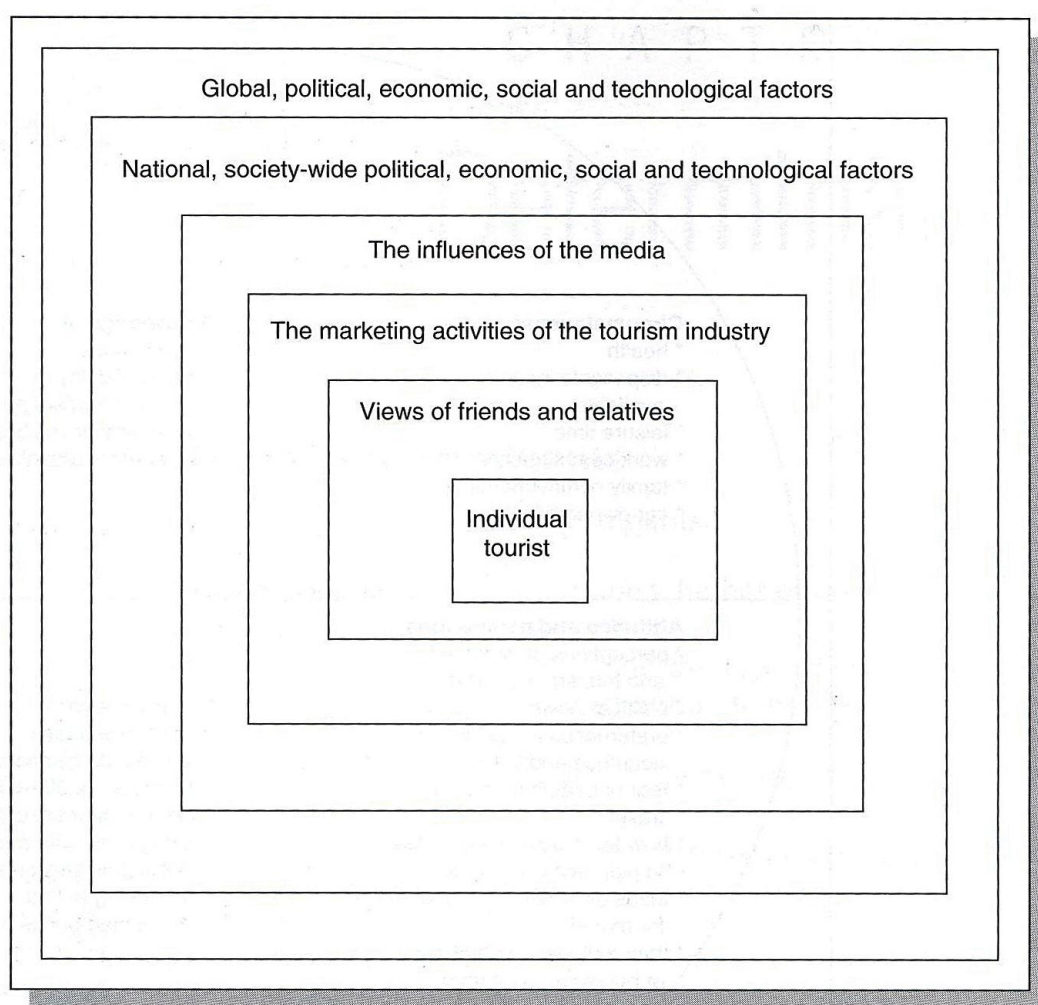 Global, political, economic, social and technological factors
National, society-wide political, economic, social and technological factors
The influences of the media
The marketing activities of the tourism industry
Views of friends and relatives
Individual
tourist